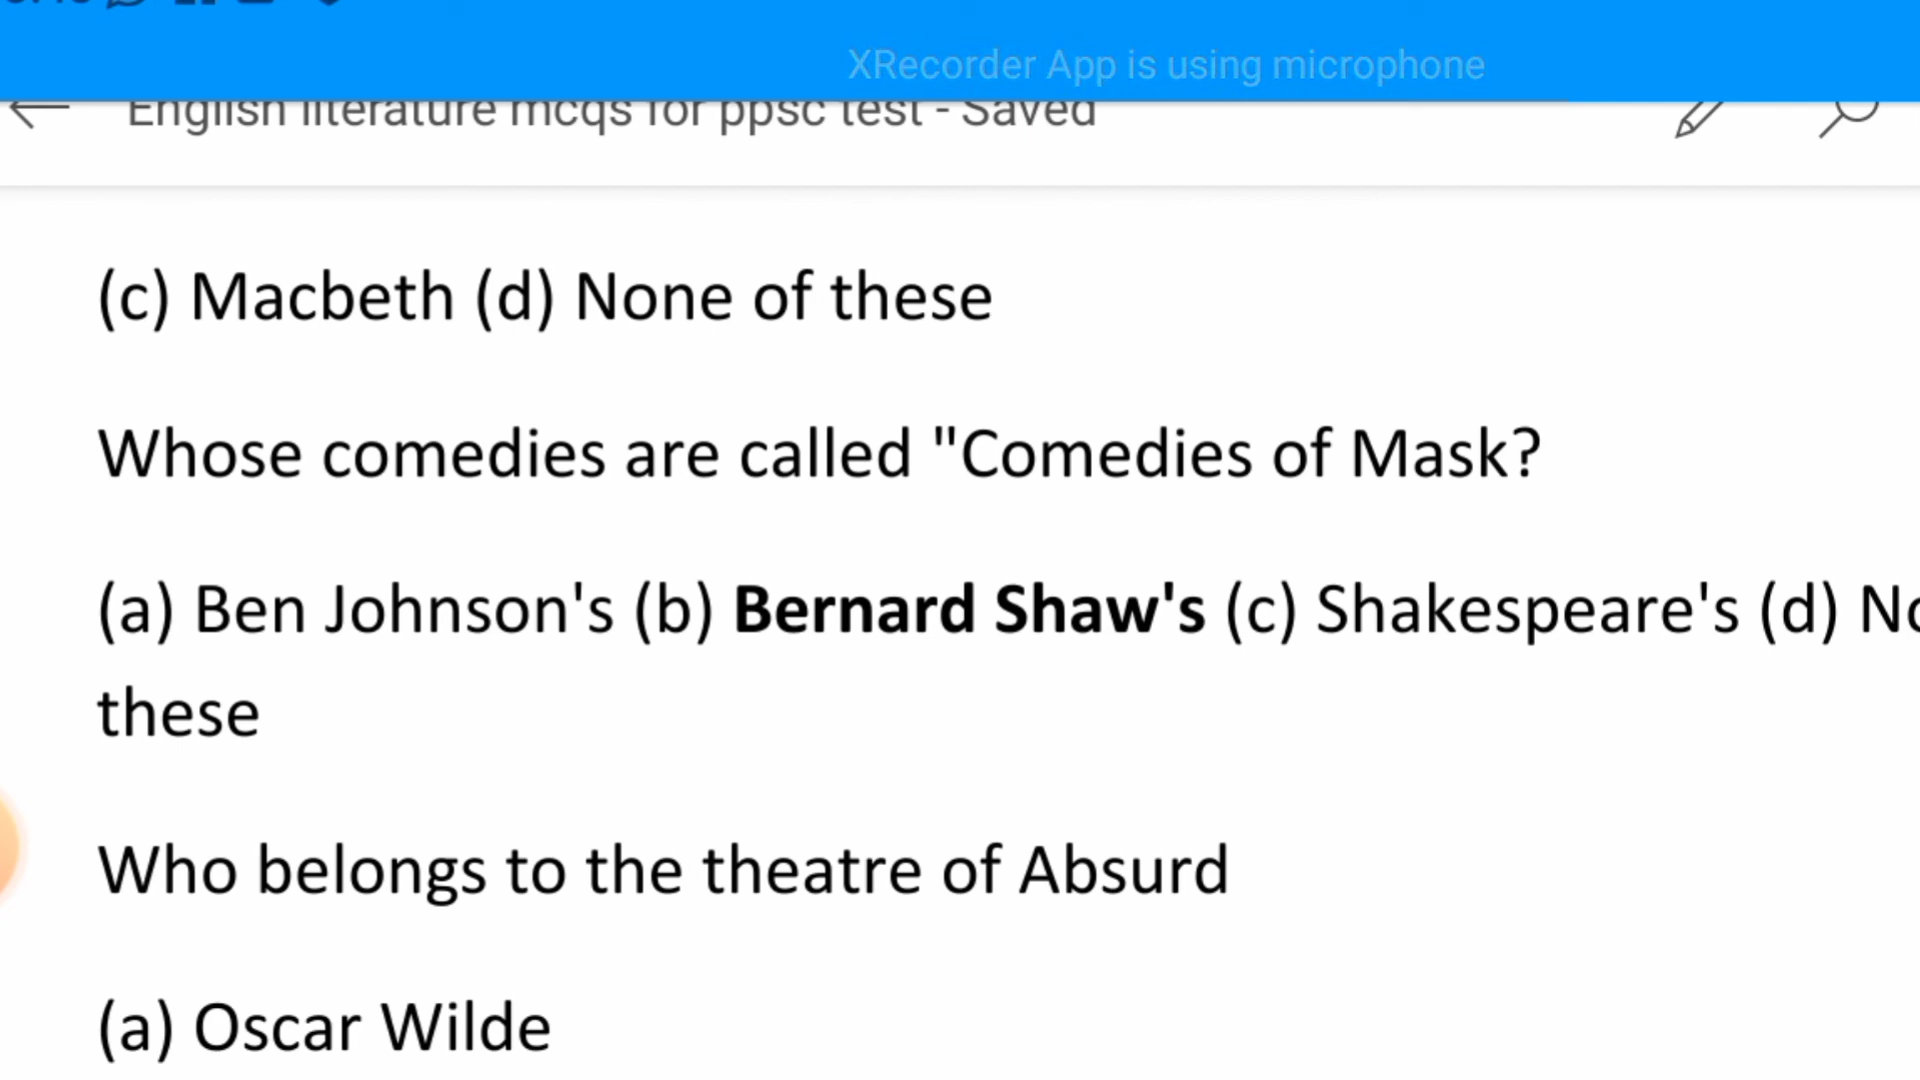 XRecorder App is using microphone
English literature mcqs for ppsc test - Saved
(c) Macbeth (d) None of these
Whose comedies are called "Comedies of Mask?
(a) Ben Johnson's (b) Bernard Shaw's (c) Shakespeare's (d)
these
Who belongs to the theatre of Absurd
(a) Oscar Wilde